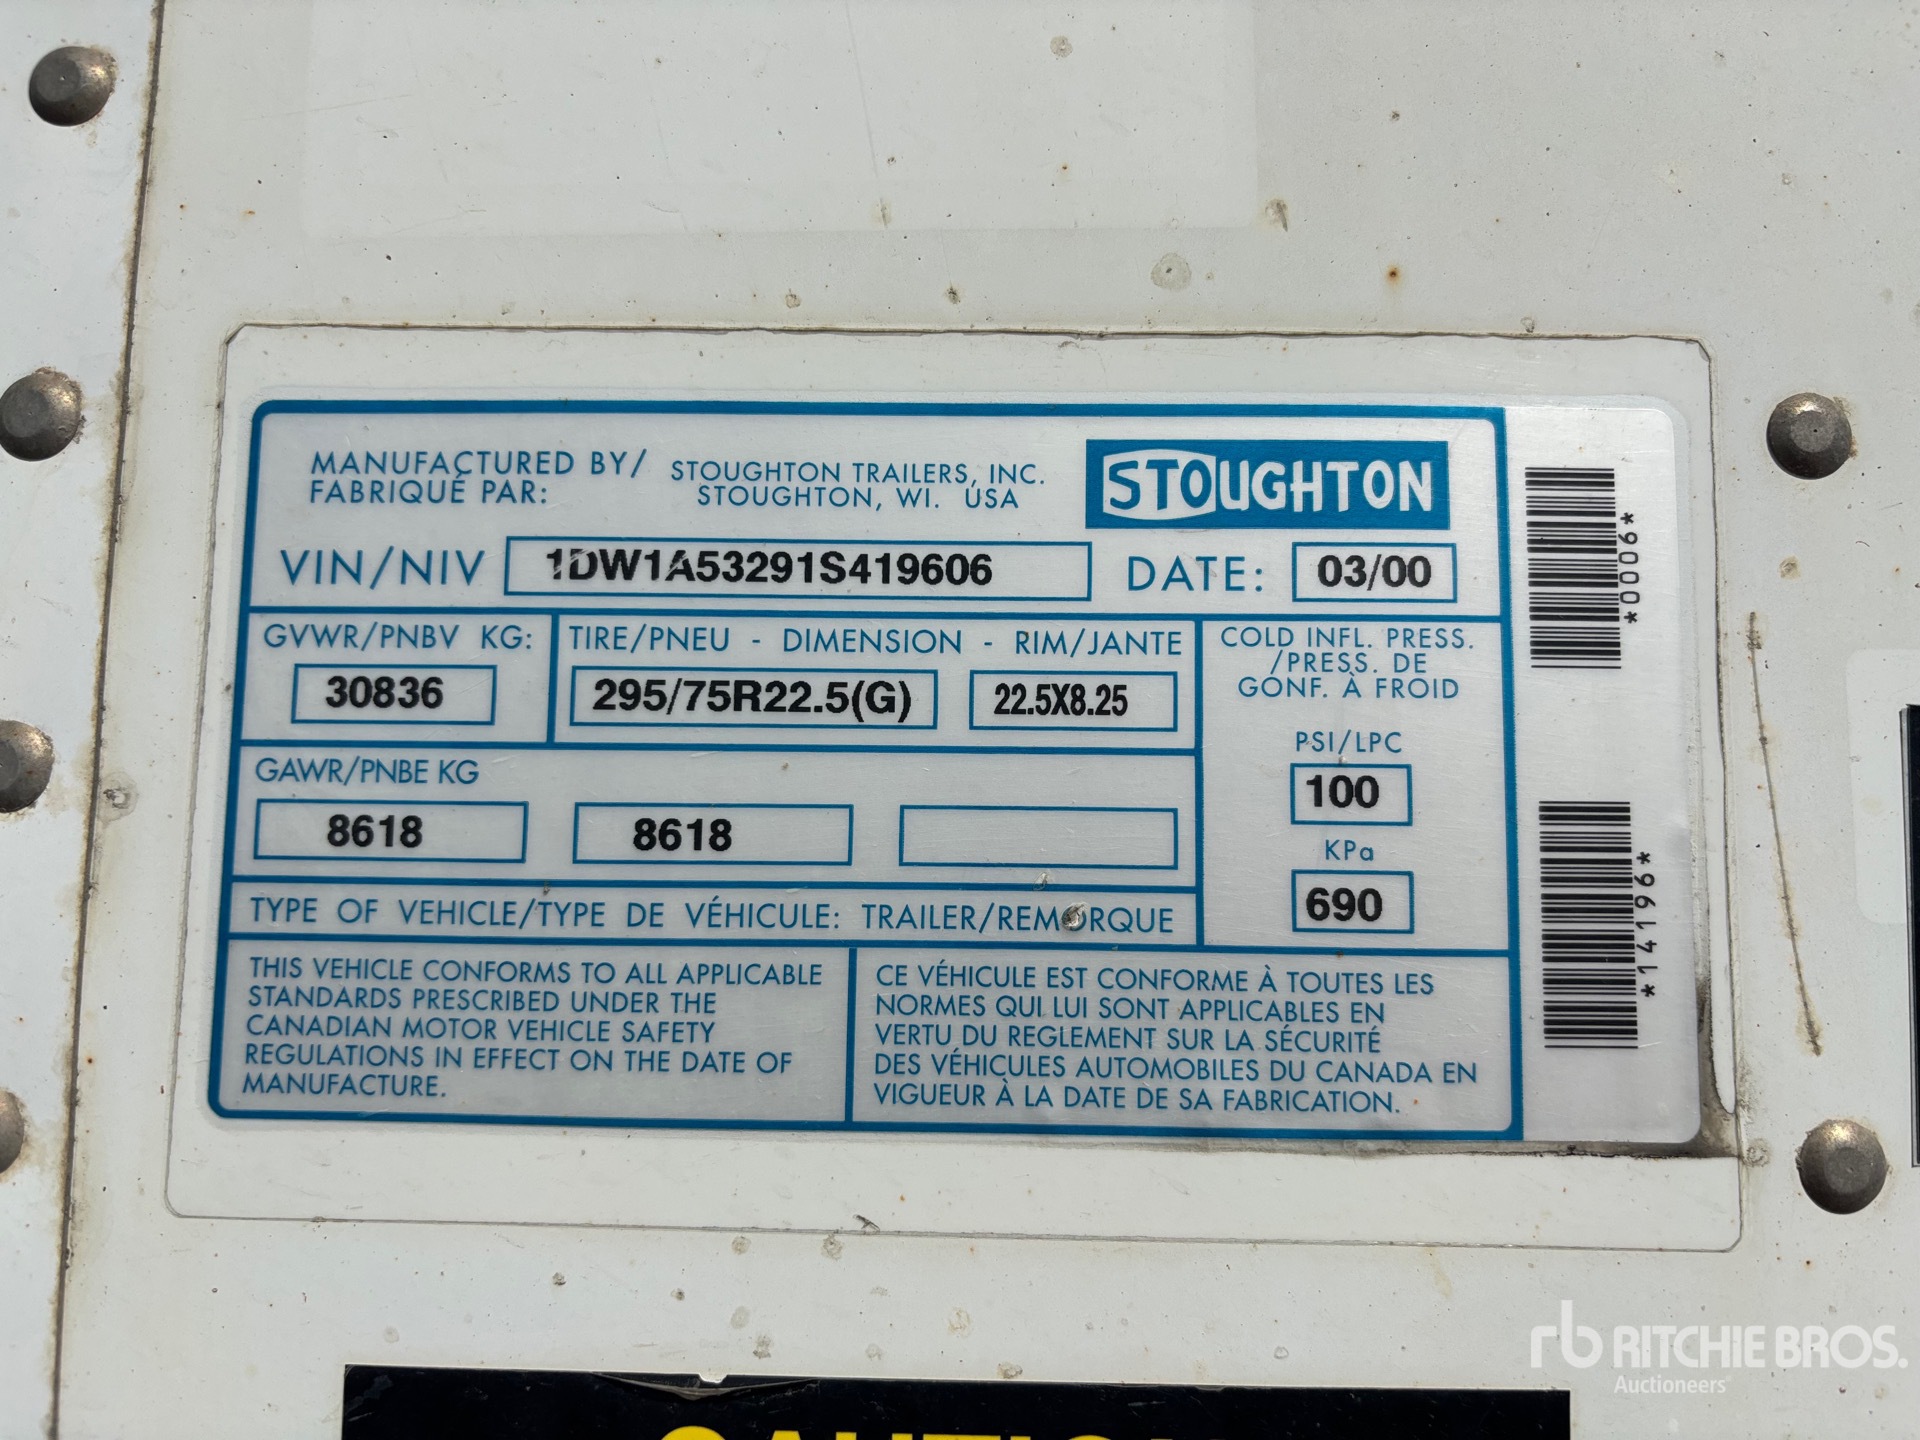 MANUFACTURED BY/
FABRIQUÉ PAR:
STOUGHTON TRAILERS, INC.
STOUGHTON, WI. USA
STOUGHTON
VIN/NIV 1DW1A53291S419606 DATE: 03/00
GVWR/PNBV KG:
30836
TIRE/PNEU - DIMENSION - RIM/JANTE
295/75R22.5(G) 22.5X8.25
COLD INFL. PRESS.
/PRESS. DE
GONF. À FROID
PSI/LPC
100
KPa
690
GAWR/PNBE KG
8618 8618
TYPE OF VEHICLE/TYPE DE VÉHICULE: TRAILER/REMORQUE
THIS VEHICLE CONFORMS TO ALL APPLICABLE
STANDARDS PRESCRIBED UNDER THE
CANADIAN MOTOR VEHICLE SAFETY
REGULATIONS IN EFFECT ON THE DATE OF
MANUFACTURE.
CE VÉHICULE EST CONFORME À TOUTES LES
NORMES QUI LUI SONT APPLICABLES EN
VERTU DU REGLEMENT SUR LA SÉCURITÉ
DES VÉHICULES AUTOMOBILES DU CANADA EN
VIGUEUR À LA DATE DE SA FABRICATION.
*00006*
*14196*
CAUTION
rb RITCHIE BROS.
Auctioneers